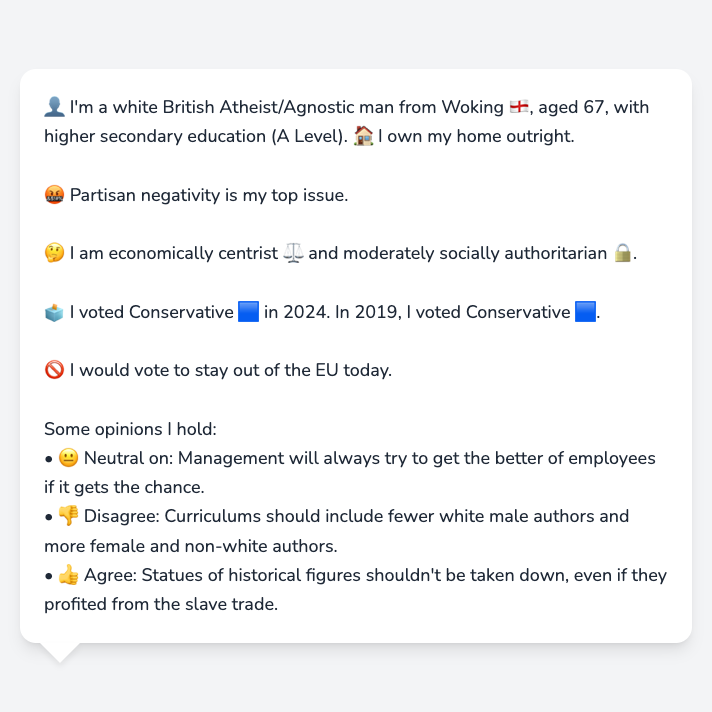 👤 I'm a white British Atheist/Agnostic man from Woking 🏴󠁧󠁢󠁥󠁮󠁧󠁿, aged 67, with
higher secondary education (A Level). 🏠 I own my home outright.
🤬 Partisan negativity is my top issue.
🤔 I am economically centrist ⚖️ and moderately socially authoritarian 🔒.
🗳️ I voted Conservative 🟦 in 2024. In 2019, I voted Conservative 🟦.
🚫 I would vote to stay out of the EU today.
Some opinions I hold:
• 😐 Neutral on: Management will always try to get the better of employees
if it gets the chance.
• 👎 Disagree: Curriculums should include fewer white male authors and
more female and non-white authors.
• 👍 Agree: Statues of historical figures shouldn't be taken down, even if they
profited from the slave trade.